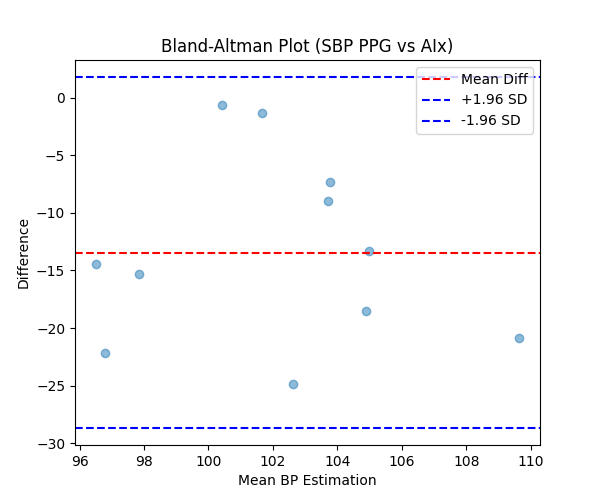 Bland-Altman Plot (SBP PPG vs AIx)
Mean Diff
+1.96 SD
-1.96 SD
0
−5
−10
−15
−20
−25
−30
Difference
96 98 100 102 104 106 108 110
Mean BP Estimation